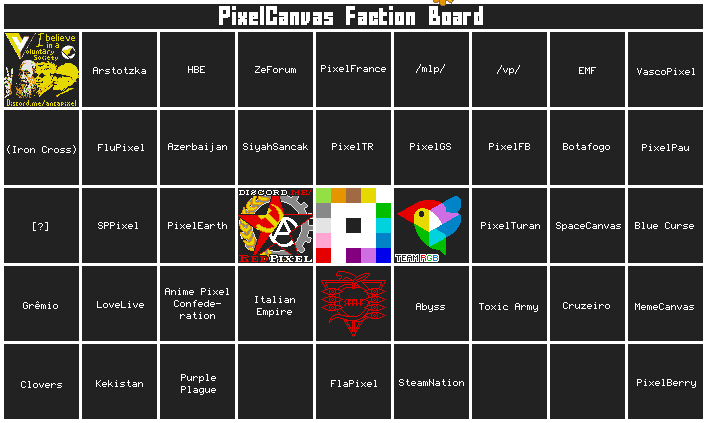 PixelCanvas Faction Board
I believe
in a
Voluntary
Society
Discord.me/ancapixel
Arstotzka
HBE
ZeForum
PixelFrance
/mlp/
/vp/
EMF
VascoPixel
(Iron Cross)
FluPixel
Azerbaijan
SiyahSancak
PixelTR
PixelGS
PixelFB
Botafogo
PixelPau
[?]
SPPixel
PixelEarth
DISCORD.ME/
REDPIXEL
TEAM RGB
PixelTuran
SpaceCanvas
Blue Curse
Grêmio
LoveLive
Anime Pixel
Confede-
ration
Italian
Empire
Abyss
Toxic Army
Cruzeiro
MemeCanvas
Clovers
Kekistan
Purple
Plague
FlaPixel
SteamNation
PixelBerry